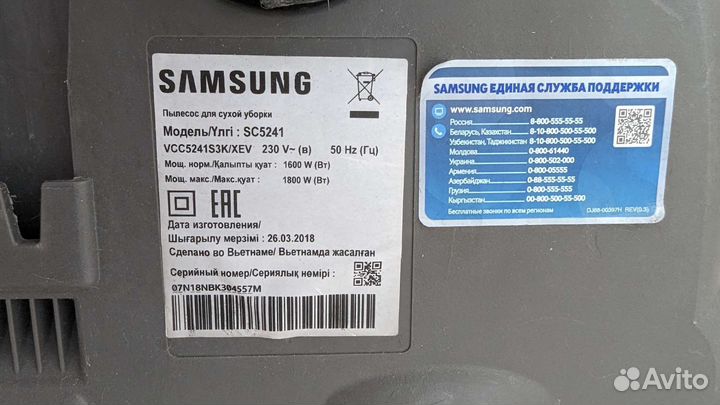 SAMSUNG
Пылесос для сухой уборки
Модель/Үлгі : SC5241
VCC5241S3K/XEV 230 V~ (в) 50 Hz (Гц)
Мощ. норм./Қалыпты қуат : 1600 W (Вт)
Мощ. макс./Макс.қуат : 1800 W (Вт)
EAC
Дата изготовления/
Шығарылу мерзімі : 26.03.2018
Сделано во Вьетнаме/ Вьетнамда жасалған
Серийный номер/Сериялық нөмірі :
07N18NBK304557M
SAMSUNG ЕДИНАЯ СЛУЖБА ПОДДЕРЖКИ
www.samsung.com
Россия 8-800-555-55-55
Беларусь, Казахстан 8-10-800-500-55-500
Узбекистан, Таджикистан 8-10-800-500-55-500
Молдова 0-800-61440
Украина 0-800-502-000
Армения 0-800-05555
Азербайджан 0-88-555-55-55
Грузия 0-800-555-555
Кыргызстан 00-800-500-55-500
Бесплатные звонки по всем регионам DJ68-00397H REV(0.3)
Avito